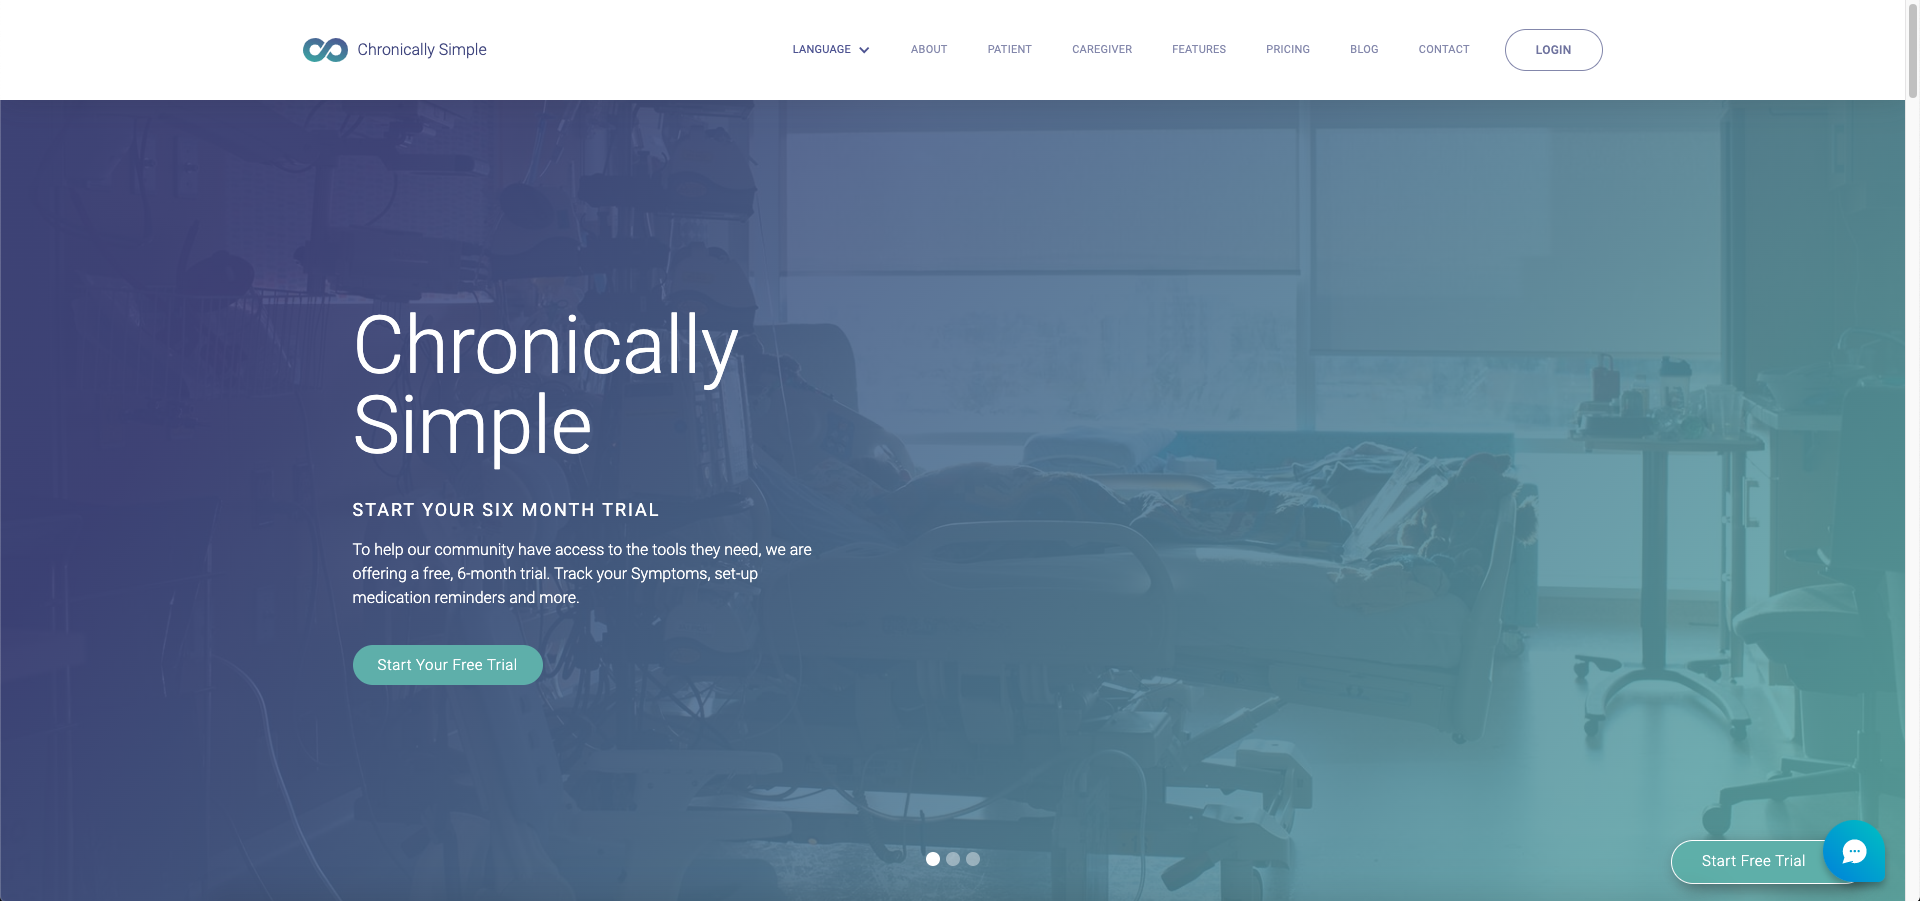 Chronically Simple
LANGUAGE ABOUT PATIENT CAREGIVER FEATURES PRICING BLOG CONTACT LOGIN
Chronically
Simple
START YOUR SIX MONTH TRIAL
To help our community have access to the tools they need, we are
offering a free, 6-month trial. Track your Symptoms, set-up
medication reminders and more.
Start Your Free Trial
Start Free Trial